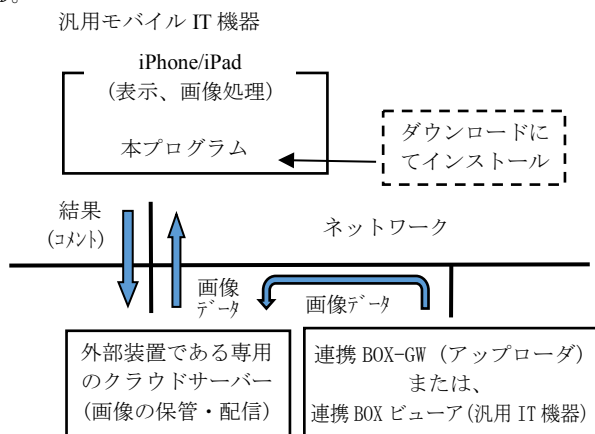 す。
汎用モバイル IT 機器
iPhone/iPad
(表示、画像処理)
本プログラム
ダウンロードに
てインストール
結果
(ｺﾒﾝﾄ)
ネットワーク
画像
ﾃﾞｰﾀ
画像ﾃﾞｰﾀ
外部装置である専用
のクラウドサーバー
(画像の保管・配信)
連携 BOX-GW（アップローダ）
または、
連携 BOX ビューア(汎用 IT 機器)